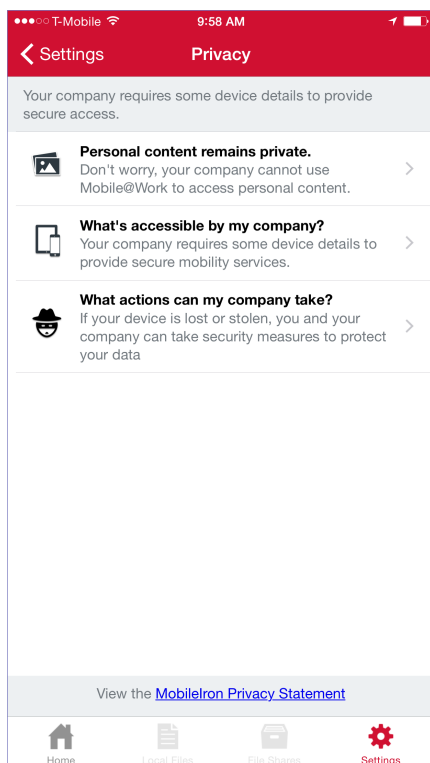 T-Mobile 9:58 AM
Settings Privacy
Your company requires some device details to provide
secure access.
Personal content remains private.
Don't worry, your company cannot use
Mobile@Work to access personal content.
What's accessible by my company?
Your company requires some device details to
provide secure mobility services.
What actions can my company take?
If your device is lost or stolen, you and your
company can take security measures to protect
your data
View the MobileIron Privacy Statement
Home Local Files File Shares Settings